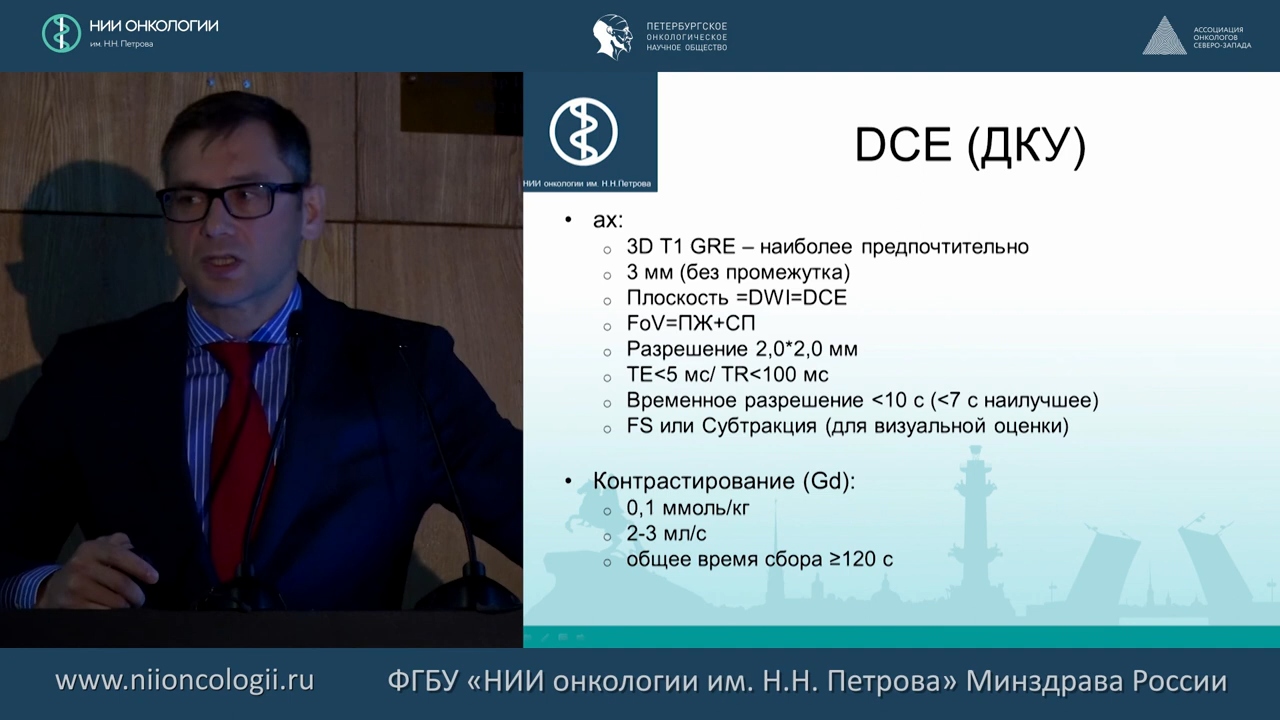 НИИ ОНКОЛОГИИ
им. Н.Н. Петрова
ПЕТЕРБУРГСКОЕ
ОНКОЛОГИЧЕСКОЕ
НАУЧНОЕ ОБЩЕСТВО
АССОЦИАЦИЯ
ОНКОЛОГОВ
СЕВЕРО-ЗАПАДА
НИИ онкологии им. Н.Н.Петрова
DCE (ДКУ)
• ах:
○ 3D T1 GRE – наиболее предпочтительно
○ 3 мм (без промежутка)
○ Плоскость =DWI=DCE
○ FoV=ПЖ+СП
○ Разрешение 2,0*2,0 мм
○ TE<5 мс/ TR<100 мс
○ Временное разрешение <10 с (<7 с наилучшее)
○ FS или Субтракция (для визуальной оценки)
• Контрастирование (Gd):
○ 0,1 ммоль/кг
○ 2-3 мл/с
○ общее время сбора ≥120 с
www.niioncologii.ru
ФГБУ «НИИ онкологии им. Н.Н. Петрова» Минздрава России